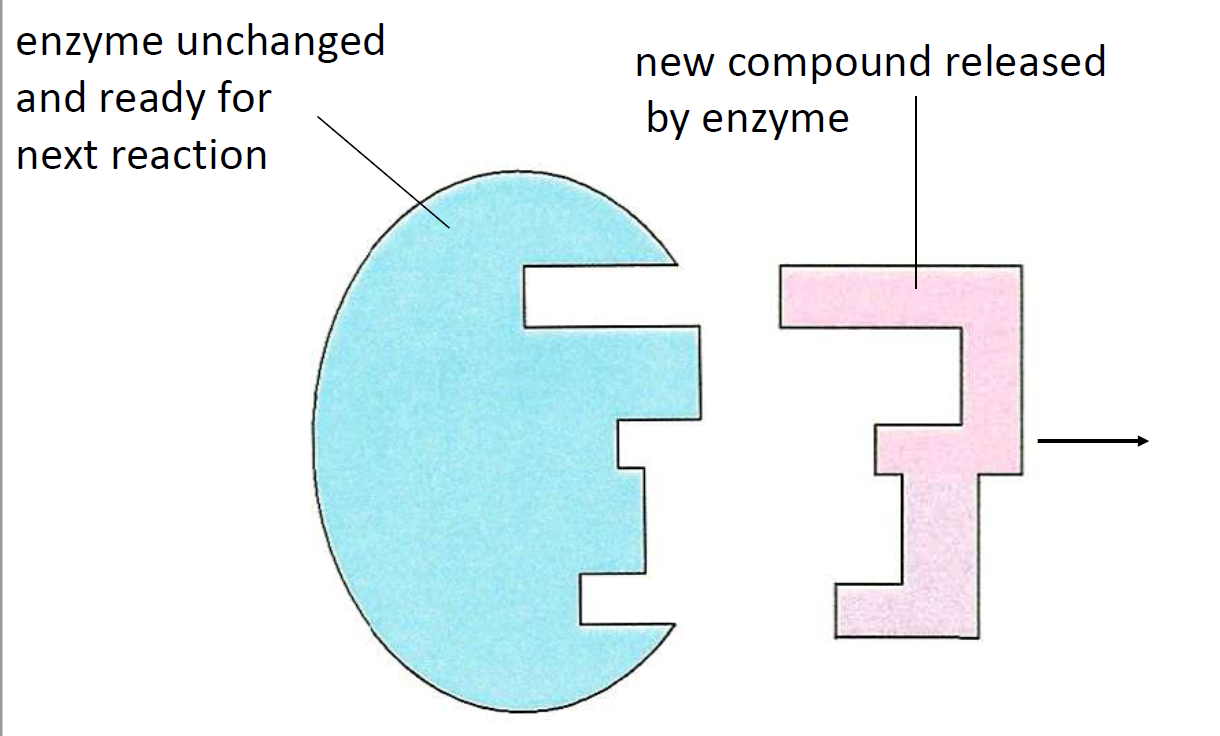 enzyme unchanged
and ready for
next reaction
new compound released
by enzyme